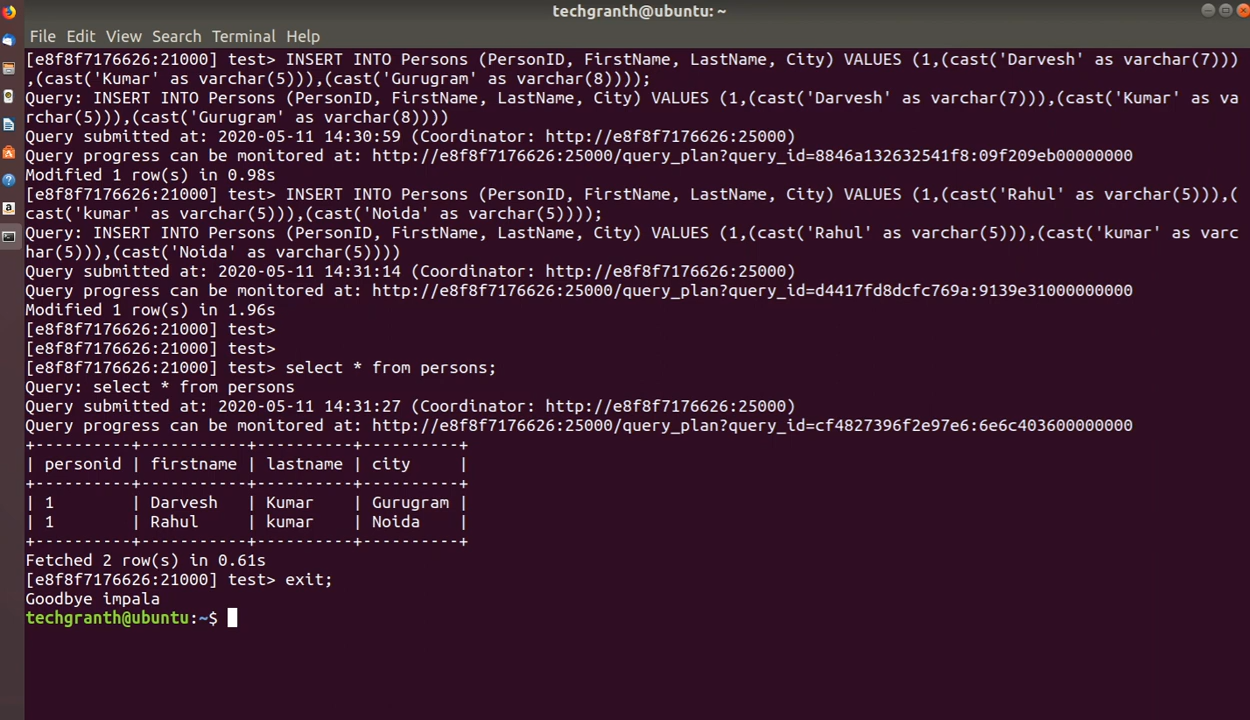 techgranth@ubuntu: ~
File Edit View Search Terminal Help
[e8f8f7176626:21000] test> INSERT INTO Persons (PersonID, FirstName, LastName, City) VALUES (1,(cast('Darvesh' as varchar(7)))
,(cast('Kumar' as varchar(5))),(cast('Gurugram' as varchar(8))));
Query: INSERT INTO Persons (PersonID, FirstName, LastName, City) VALUES (1,(cast('Darvesh' as varchar(7))),(cast('Kumar' as va
rchar(5))),(cast('Gurugram' as varchar(8))))
Query submitted at: 2020-05-11 14:30:59 (Coordinator: http://e8f8f7176626:25000)
Query progress can be monitored at: http://e8f8f7176626:25000/query_plan?query_id=8846a132632541f8:09f209eb00000000
Modified 1 row(s) in 0.98s
[e8f8f7176626:21000] test> INSERT INTO Persons (PersonID, FirstName, LastName, City) VALUES (1,(cast('Rahul' as varchar(5))),(
cast('kumar' as varchar(5))),(cast('Noida' as varchar(5))));
Query: INSERT INTO Persons (PersonID, FirstName, LastName, City) VALUES (1,(cast('Rahul' as varchar(5))),(cast('kumar' as varc
har(5))),(cast('Noida' as varchar(5))))
Query submitted at: 2020-05-11 14:31:14 (Coordinator: http://e8f8f7176626:25000)
Query progress can be monitored at: http://e8f8f7176626:25000/query_plan?query_id=d4417fd8dcfc769a:9139e31000000000
Modified 1 row(s) in 1.96s
[e8f8f7176626:21000] test>
[e8f8f7176626:21000] test>
[e8f8f7176626:21000] test> select * from persons;
Query: select * from persons
Query submitted at: 2020-05-11 14:31:27 (Coordinator: http://e8f8f7176626:25000)
Query progress can be monitored at: http://e8f8f7176626:25000/query_plan?query_id=cf4827396f2e97e6:6e6c403600000000
+----------+-----------+----------+----------+
| personid | firstname | lastname | city     |
+----------+-----------+----------+----------+
| 1        | Darvesh   | Kumar    | Gurugram |
| 1        | Rahul     | kumar    | Noida    |
+----------+-----------+----------+----------+
Fetched 2 row(s) in 0.61s
[e8f8f7176626:21000] test> exit;
Goodbye impala
techgranth@ubuntu:~$